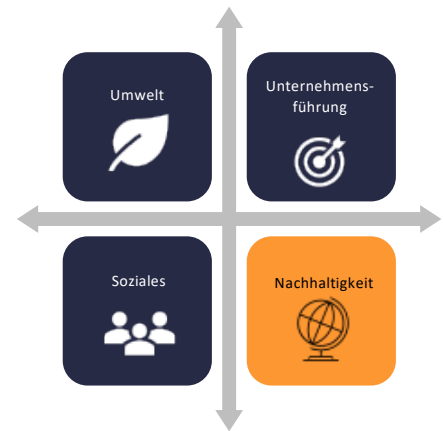 Umwelt
Unternehmens-
führung
Soziales
Nachhaltigkeit